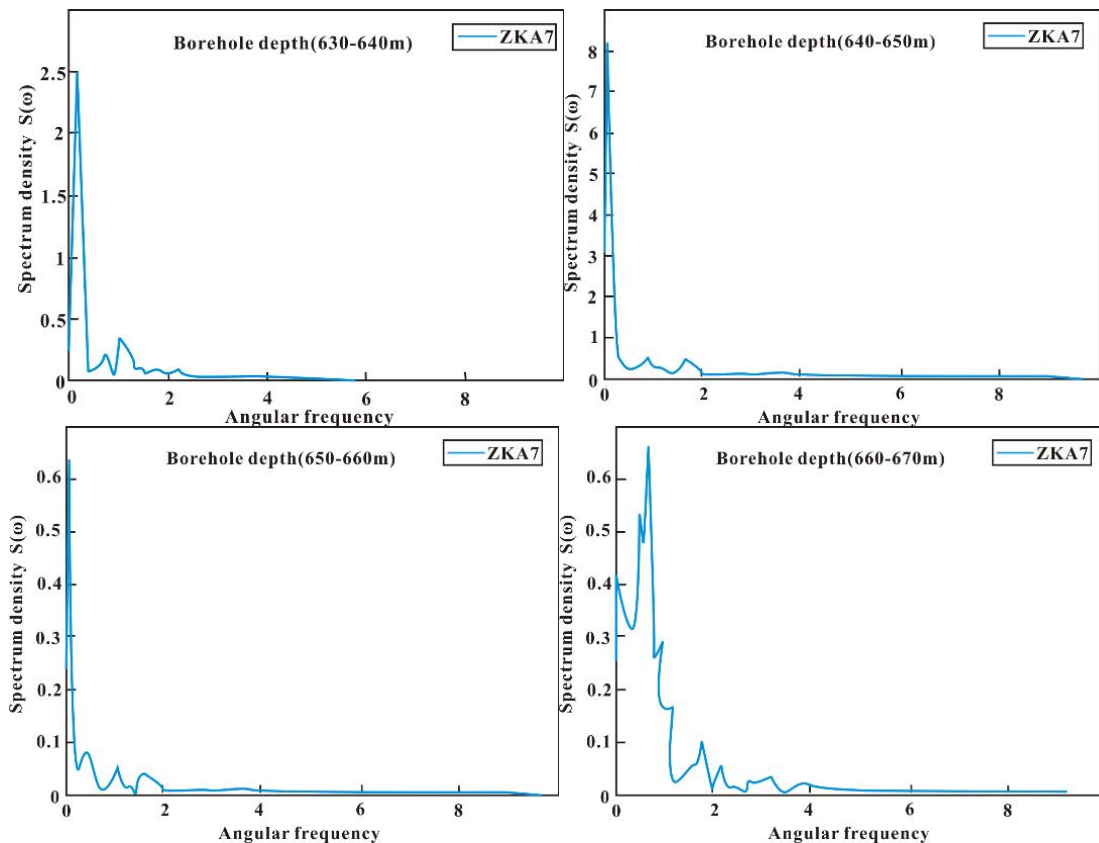 Borehole depth(630-640m)
ZKA7
Spectrum density S(ω)
2.5
2
1.5
1
0.5
0
0 2 4 6 8
Angular frequency
Borehole depth(640-650m)
ZKA7
Spectrum density S(ω)
8
7
6
5
4
3
2
1
0
0 2 4 6 8
Angular frequency
Borehole depth(650-660m)
ZKA7
Spectrum density S(ω)
0.6
0.5
0.4
0.3
0.2
0.1
0
0 2 4 6 8
Angular frequency
Borehole depth(660-670m)
ZKA7
Spectrum density S(ω)
0.6
0.5
0.4
0.3
0.2
0.1
0
0 2 4 6 8
Angular frequency